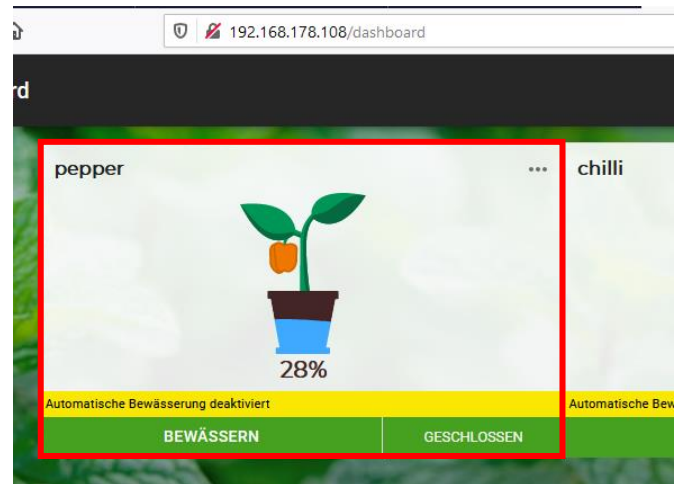 192.168.178.108/dashboard
rd
pepper
chilli
28%
Automatische Bewässerung deaktiviert
Automatische Bew
BEWÄSSERN
GESCHLOSSEN